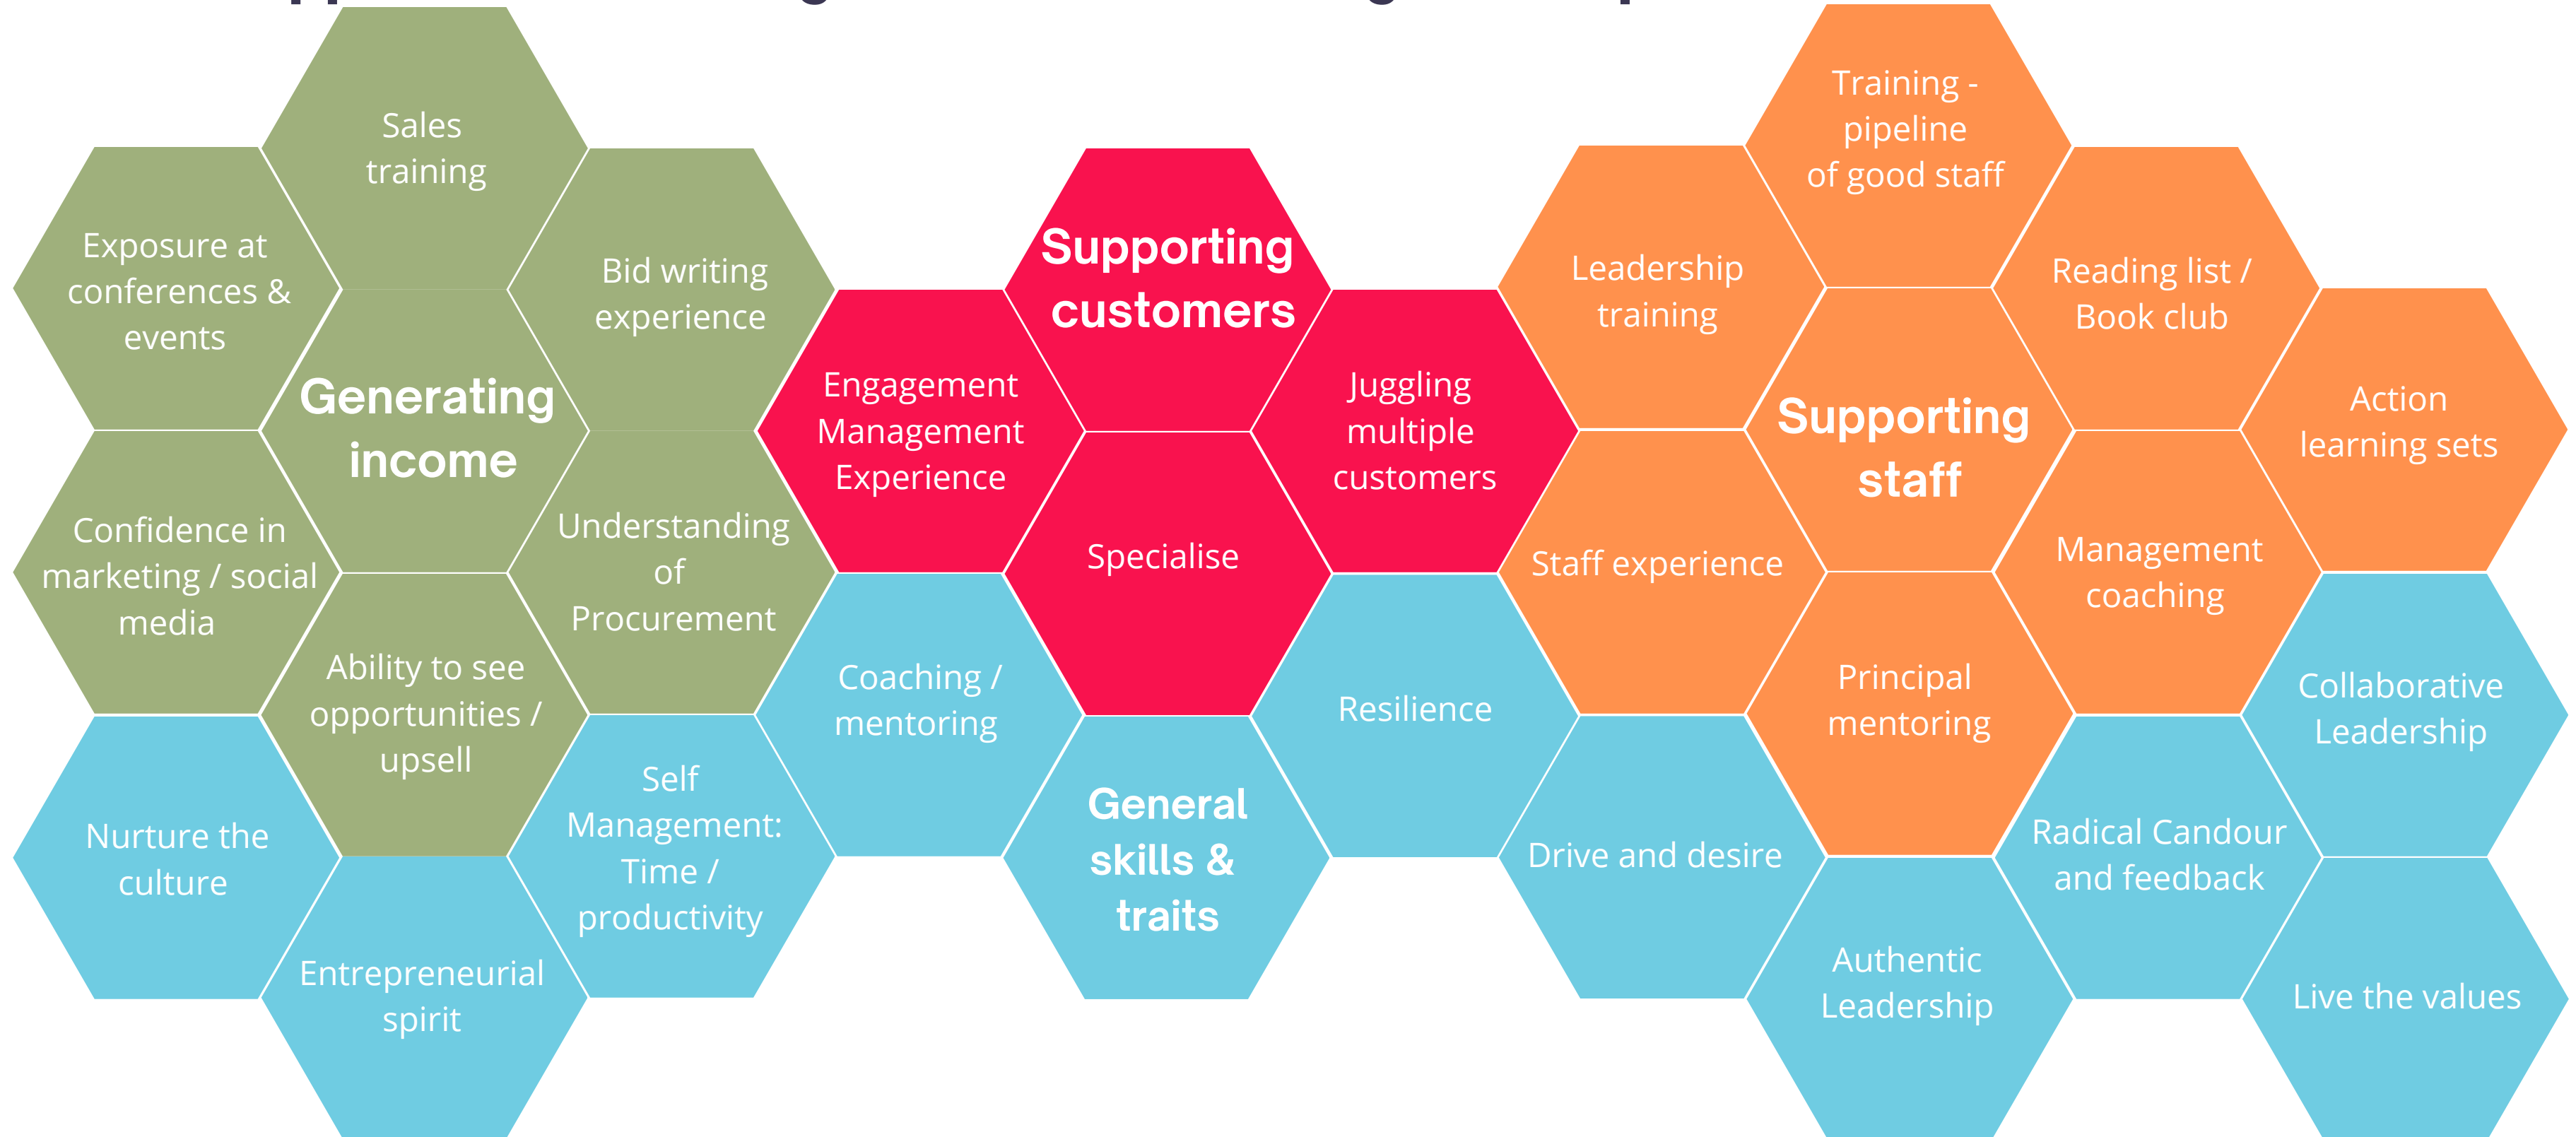 Sales
training
Exposure at
conferences &
events
Bid writing
experience
Generating
income
Confidence in
marketing / social
media
Understanding
of
Procurement
Ability to see
opportunities /
upsell
Supporting
customers
Engagement
Management
Experience
Juggling
multiple
customers
Specialise
Training -
pipeline
of good staff
Leadership
training
Reading list /
Book club
Action
learning sets
Supporting
staff
Staff experience
Management
coaching
Principal
mentoring
Nurture the
culture
Entrepreneurial
spirit
Self
Management:
Time /
productivity
Coaching /
mentoring
General
skills &
traits
Resilience
Drive and desire
Authentic
Leadership
Radical Candour
and feedback
Collaborative
Leadership
Live the values